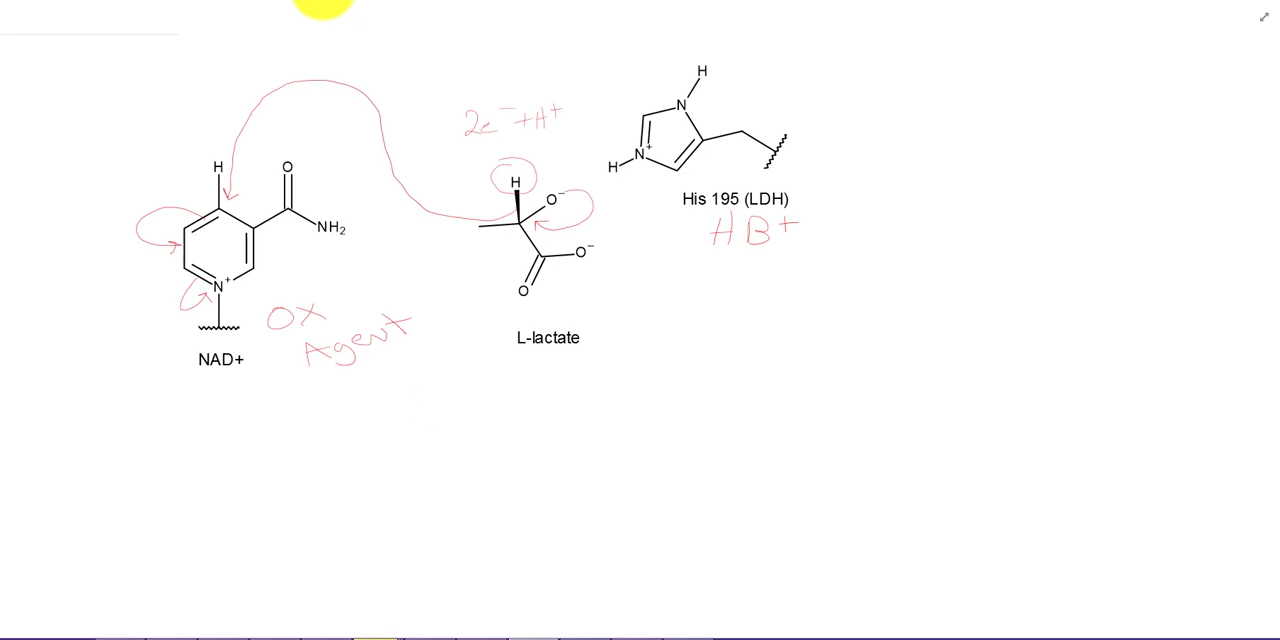 H
2e⁻ + H⁺
N
N⁺
H
His 195 (LDH)
HB+
H
O
NH₂
N⁺
NAD+
OX
Agent
H
O⁻
O⁻
O
L-lactate